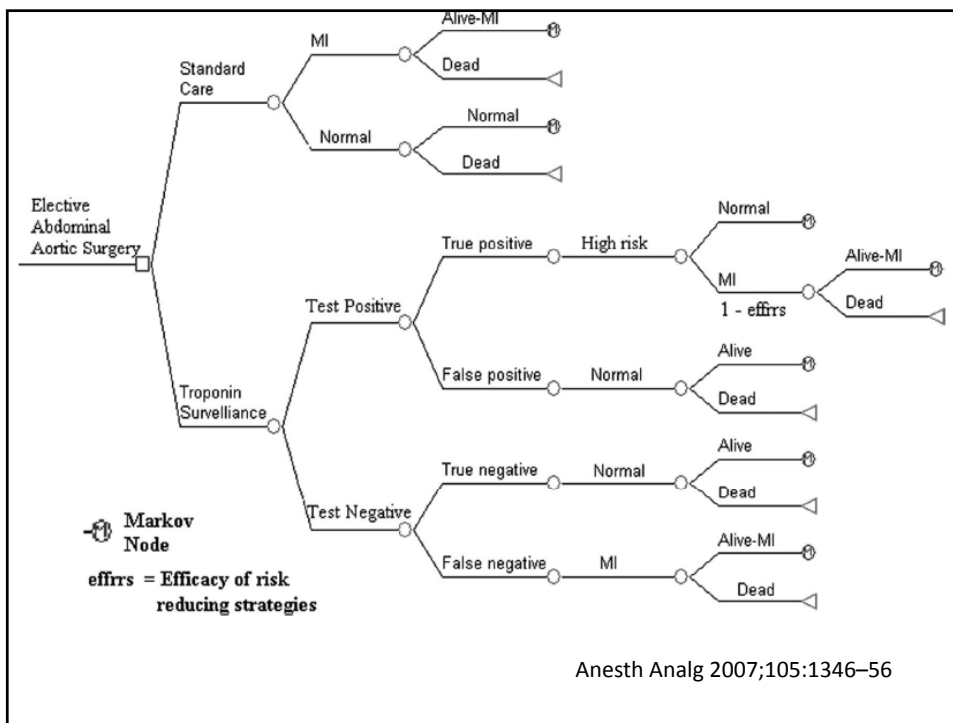 Elective
Abdominal
Aortic Surgery
Standard
Care
MI
Alive-MI
Dead
Normal
Normal
Dead
Troponin
Survelliance
Test Positive
True positive
High risk
Normal
MI
1 - effrrs
Alive-MI
Dead
False positive
Normal
Alive
Dead
Test Negative
True negative
Normal
Alive
Dead
False negative
MI
Alive-MI
Dead
Markov
Node
effrrs = Efficacy of risk
reducing strategies
Anesth Analg 2007;105:1346–56